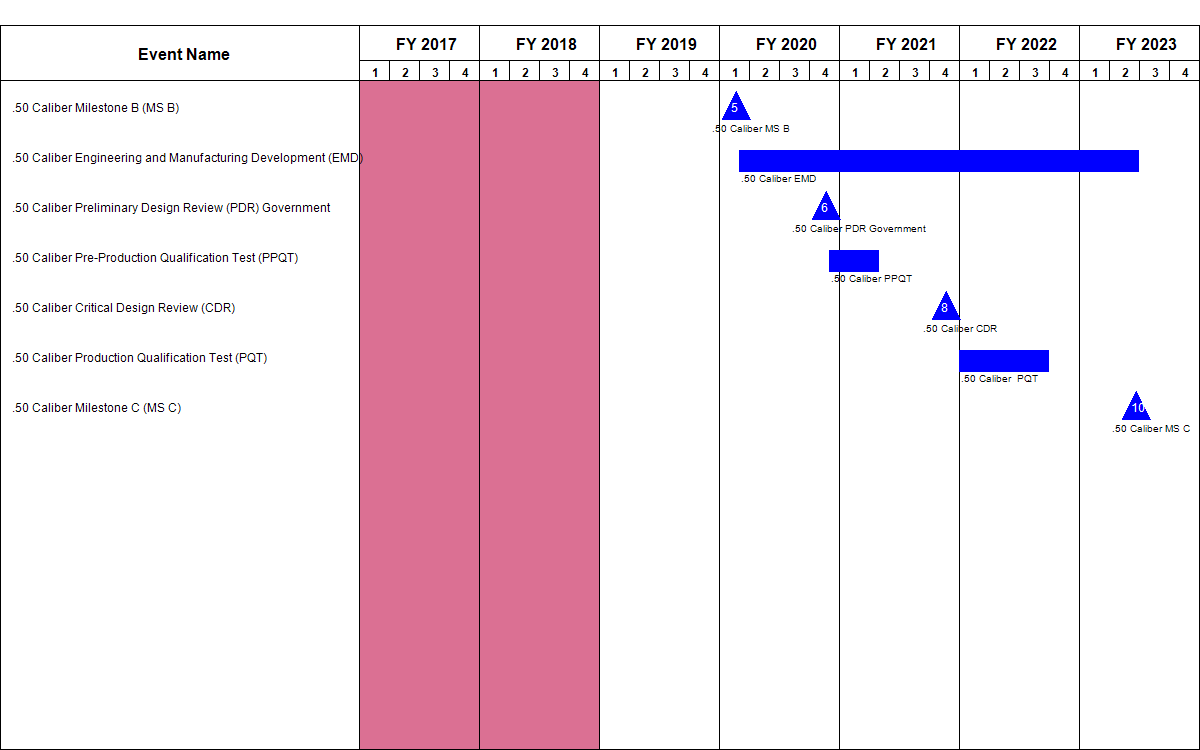 Event Name
FY 2017 FY 2018 FY 2019 FY 2020 FY 2021 FY 2022 FY 2023
1 2 3 4 1 2 3 4 1 2 3 4 1 2 3 4 1 2 3 4 1 2 3 4 1 2 3 4
.50 Caliber Milestone B (MS B)
5
.50 Caliber MS B
.50 Caliber Engineering and Manufacturing Development (EMD)
.50 Caliber EMD
.50 Caliber Preliminary Design Review (PDR) Government
6
.50 Caliber PDR Government
.50 Caliber Pre-Production Qualification Test (PPQT)
.50 Caliber PPQT
.50 Caliber Critical Design Review (CDR)
8
.50 Caliber CDR
.50 Caliber Production Qualification Test (PQT)
.50 Caliber  PQT
.50 Caliber Milestone C (MS C)
10
.50 Caliber MS C